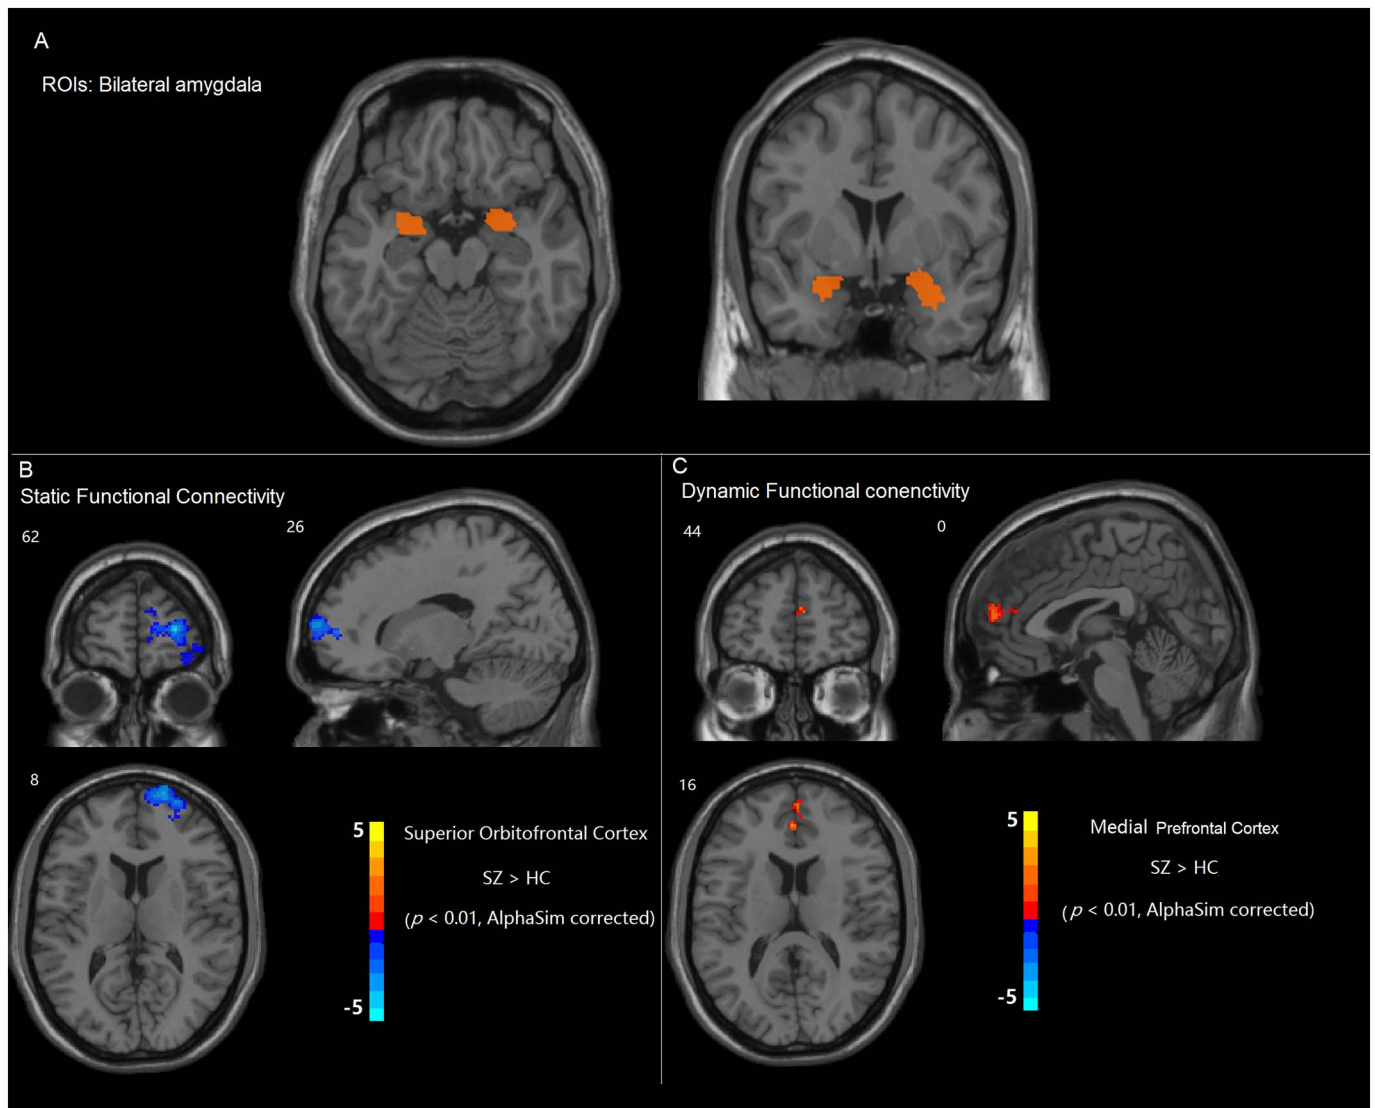 A
ROIs: Bilateral amygdala
B
Static Functional Connectivity
62
26
8
5
-5
Superior Orbitofrontal Cortex
SZ > HC
(p < 0.01, AlphaSim corrected)
C
Dynamic Functional conenctivity
44
0
16
5
-5
Medial Prefrontal Cortex
SZ > HC
( p < 0.01, AlphaSim corrected)